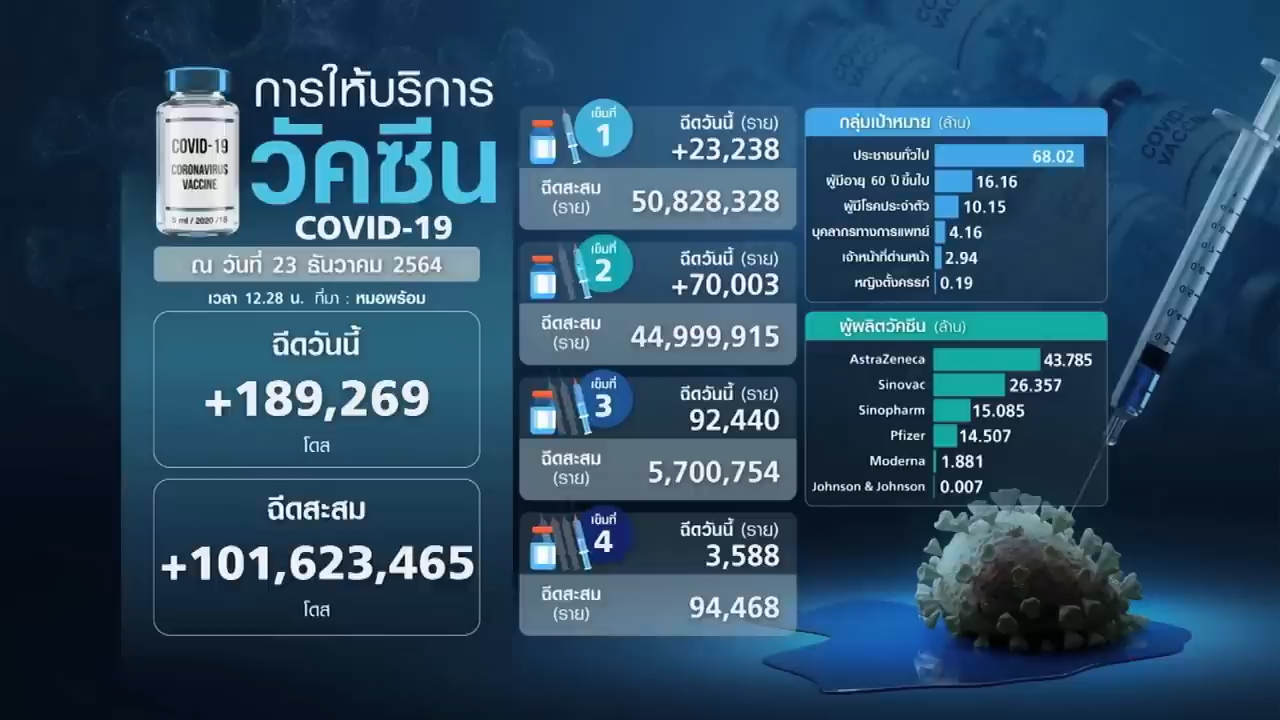 COVID-19
CORONAVIRUS
VACCINE
5 ml / 2020 /18
การให้บริการ
วัคซีน
COVID-19
ณ วันที่ 23 ธันวาคม 2564
เวลา 12.28 น. ที่มา : หมอพร้อม
ฉีดวันนี้
+189,269
โดส
ฉีดสะสม
+101,623,465
โดส
เข็มที่
1
ฉีดวันนี้ (ราย)
+23,238
ฉีดสะสม
(ราย)
50,828,328
เข็มที่
2
ฉีดวันนี้ (ราย)
+70,003
ฉีดสะสม
(ราย)
44,999,915
เข็มที่
3
ฉีดวันนี้ (ราย)
92,440
ฉีดสะสม
(ราย)
5,700,754
เข็มที่
4
ฉีดวันนี้ (ราย)
3,588
ฉีดสะสม
(ราย)
94,468
กลุ่มเป้าหมาย (ล้าน)
ประชาชนทั่วไป 68.02
ผู้มีอายุ 60 ปี ขึ้นไป 16.16
ผู้มีโรคประจำตัว 10.15
บุคลากรทางการแพทย์ 4.16
เจ้าหน้าที่ด่านหน้า 2.94
หญิงตั้งครรภ์ 0.19
ผู้ผลิตวัคซีน (ล้าน)
AstraZeneca 43.785
Sinovac 26.357
Sinopharm 15.085
Pfizer 14.507
Moderna 1.881
Johnson & Johnson 0.007